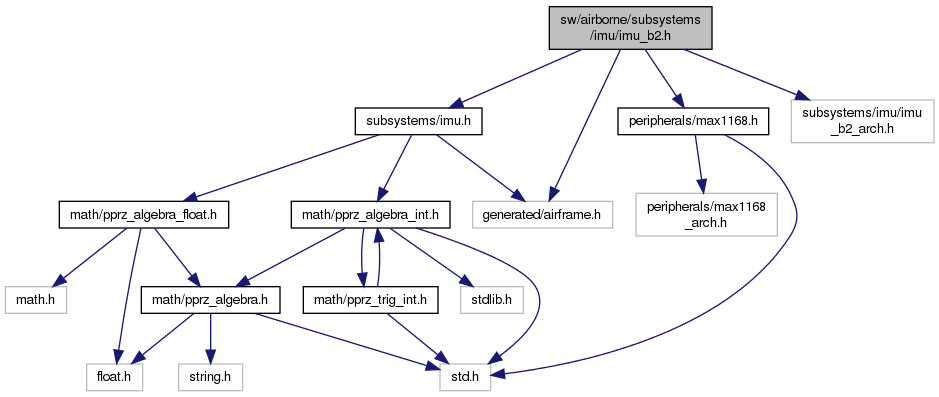 sw/airborne/subsystems
/imu/imu_b2.h
subsystems/imu.h
peripherals/max1168.h
subsystems/imu/imu
_b2_arch.h
math/pprz_algebra_float.h
math/pprz_algebra_int.h
generated/airframe.h
peripherals/max1168
_arch.h
math.h
math/pprz_algebra.h
math/pprz_trig_int.h
stdlib.h
float.h
string.h
std.h